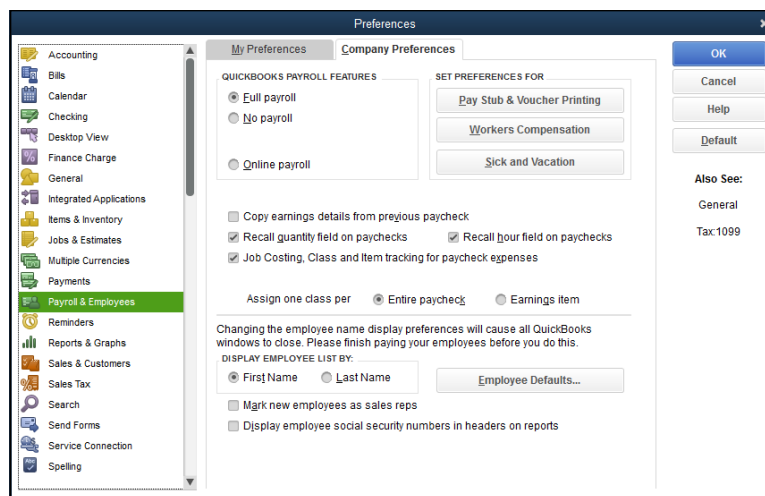 Preferences
Accounting
Bills
Calendar
Checking
Desktop View
Finance Charge
General
Integrated Applications
Items & Inventory
Jobs & Estimates
Multiple Currencies
Payments
Payroll & Employees
Reminders
Reports & Graphs
Sales & Customers
Sales Tax
Search
Send Forms
Service Connection
Spelling
My Preferences Company Preferences
QUICKBOOKS PAYROLL FEATURES
Full payroll
No payroll
Online payroll
SET PREFERENCES FOR
Pay Stub & Voucher Printing
Workers Compensation
Sick and Vacation
Copy earnings details from previous paycheck
Recall quantity field on paychecks Recall hour field on paychecks
Job Costing, Class and Item tracking for paycheck expenses
Assign one class per Entire paycheck Earnings item
Changing the employee name display preferences will cause all QuickBooks
windows to close. Please finish paying your employees before you do this.
DISPLAY EMPLOYEE LIST BY:
First Name Last Name
Employee Defaults...
Mark new employees as sales reps
Display employee social security numbers in headers on reports
OK
Cancel
Help
Default
Also See:
General
Tax:1099